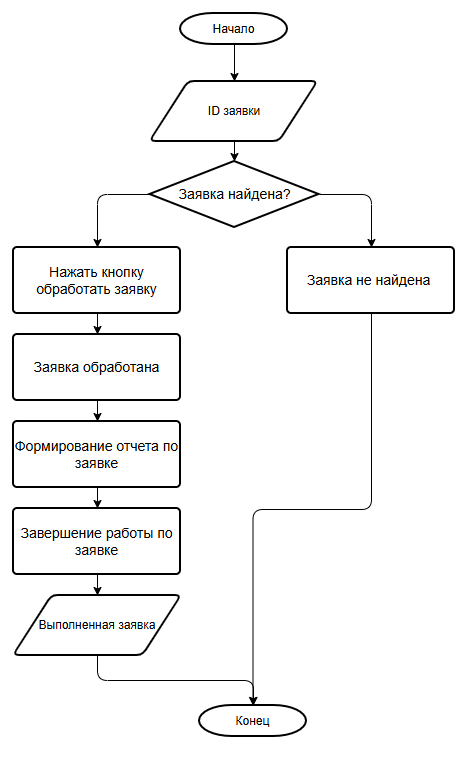 Начало
ID заявки
Заявка найдена?
Нажать кнопку
обработать заявку
Заявка не найдена
Заявка обработана
Формирование отчета по
заявке
Завершение работы по
заявке
Выполненная заявка
Конец